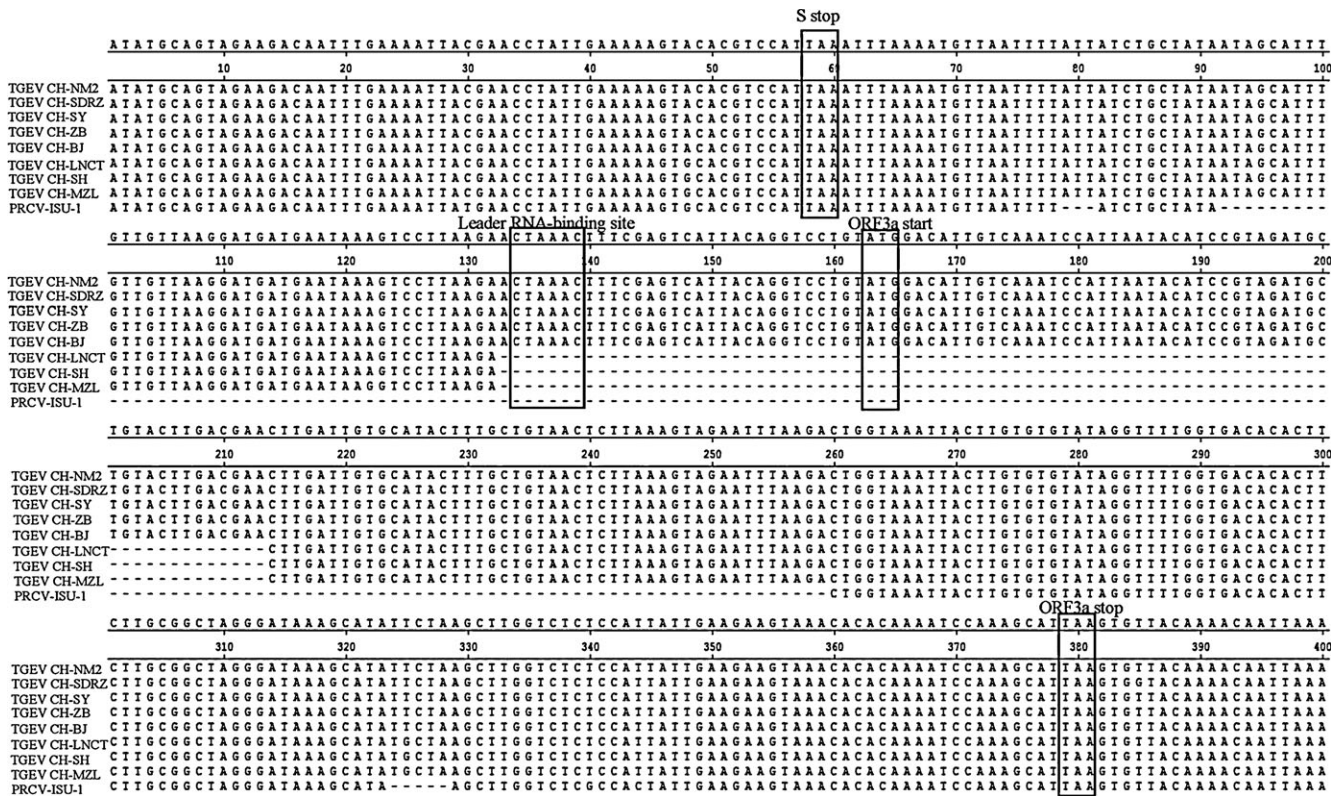 S stop
ATATGCAGTAGAAGACAATTTGAAAATTACGAACCTATTGAAAAAGTACACGTCCATTAAATTTAAAATGTTAATTTTATTATCTGCTATAATAGCATTT
10 20 30 40 50 60 70 80 90 100
TGEV CH-NM2 ATATGCAGTAGAAGACAATTTGAAAATTACGAACCTATTGAAAAAGTACACGTCCATTAAATTTAAAATGTTAATTTTATTATCTGCTATAATAGCATTT
TGEV CH-SDRZ ATATGCAGTAGAAGACAATTTGAAAATTACGAACCTATTGAAAAAGTACACGTCCATTAAATTTAAAATGTTAATTTTATTATCTGCTATAATAGCATTT
TGEV CH-SY ATATGCAGTAGAAGACAATTTGAAAATTACGAACCTATTGAAAAAGTACACGTCCATTAAATTTAAAATGTTAATTTTATTATCTGCTATAATAGCATTT
TGEV CH-ZB ATATGCAGTAGAAGACAATTTGAAAATTACGAACCTATTGAAAAAGTACACGTCCATTAAATTTAAAATGTTAATTTTATTATCTGCTATAATAGCATTT
TGEV CH-BJ ATATGCAGTAGAAGACAATTTGAAAATTACGAACCTATTGAAAAAGTACACGTCCATTAAATTTAAAATGTTAATTTTATTATCTGCTATAATAGCATTT
TGEV CH-LNCT ATATGCAGTAGAAGACAATTTGAAAATTACGAACCTATTGAAAAAGTGCACGTCCATTAAATTTAAAATGTTAATTTTATTATCTGCTATAATAGCATTT
TGEV CH-SH ATATGCAGTAGAAGACAATTTGAAAATTACGAACCTATTGAAAAAGTGCACGTCCATTAAATTTAAAATGTTAATTTTATTATCTGCTATAATAGCATTT
TGEV CH-MZL ATATGCAGTAGAAGACAATTTGAAAATTACGAACCTATTGAAAAAGTGCACGTCCATTAAATTTAAAATGTTAATTTTATTATCTGCTATAATAGCATTT
PRCV-ISU-1 ATATGCAGTAGAAGACAATTTGAAAATTACGAACCTATTGAAAAAGTGCACGTCCATTAAATTTAAAATGTTAATTTT---ATCTGCTATA---------
Leader RNA-binding site ORF3a start
GTTGTTAAGGATGATGAATAAAGTCCTTAAGAACTAAACTTTCGAGTCATTACAGGTCCTGTATGGACATTGTCAAATCCATTAATACATCCGTAGATGC
110 120 130 140 150 160 170 180 190 200
TGEV CH-NM2 GTTGTTAAGGATGATGAATAAAGTCCTTAAGAACTAAACTTTCGAGTCATTACAGGTCCTGTATGGACATTGTCAAATCCATTAATACATCCGTAGATGC
TGEV CH-SDRZ GTTGTTAAGGATGATGAATAAAGTCCTTAAGAACTAAACTTTCGAGTCATTACAGGTCCTGTATGGACATTGTCAAATCCATTAATACATCCGTAGATGC
TGEV CH-SY GTTGTTAAGGATGATGAATAAAGTCCTTAAGAACTAAACTTTCGAGTCATTACAGGTCCTGTATGGACATTGTCAAATCCATTAATACATCCGTAGATGC
TGEV CH-ZB GTTGTTAAGGATGATGAATAAAGTCCTTAAGAACTAAACTTTCGAGTCATTACAGGTCCTGTATGGACATTGTCAAATCCATTAATACATCCGTAGATGC
TGEV CH-BJ GTTGTTAAGGATGATGAATAAAGTCCTTAAGAACTAAACTTTCGAGTCATTACAGGTCCTGTATGGACATTGTCAAATCCATTAATACATCCGTAGATGC
TGEV CH-LNCT GTTGTTAAGGATGATGAATAAAGTCCTTAAGA--------------------------------------------------------------------
TGEV CH-SH GTTGTTAAGGATGATGAATAAAGTCCTTAAGA--------------------------------------------------------------------
TGEV CH-MZL GTTGTTAAGGATGATGAATAAGGTCCTTAAGA--------------------------------------------------------------------
PRCV-ISU-1 ----------------------------------------------------------------------------------------------------
TGTACTTGACGAACTTGATTGTGCATACTTTGCTGTAACTCTTAAAGTAGAATTTAAGACTGGTAAATTACTTGTGTGTATAGGTTTTGGTGACACACTT
210 220 230 240 250 260 270 280 290 300
TGEV CH-NM2 TGTACTTGACGAACTTGATTGTGCATACTTTGCTGTAACTCTTAAAGTAGAATTTAAGACTGGTAAATTACTTGTGTGTATAGGTTTTGGTGACACACTT
TGEV CH-SDRZ TGTACTTGACGAACTTGATTGTGCATACTTTGCTGTAACTCTTAAAGTAGAATTTAAGACTGGTAAATTACTTGTGTGTATAGGTTTTGGTGACACACTT
TGEV CH-SY TGTACTTGACGAACTTGATTGTGCATACTTTGCTGTAACTCTTAAAGTAGAATTTAAGACTGGTAAATTACTTGTGTGTATAGGTTTTGGTGACACACTT
TGEV CH-ZB TGTACTTGACGAACTTGATTGTGCATACTTTGCTGTAACTCTTAAAGTAGAATTTAAGACTGGTAAATTACTTGTGTGTATAGGTTTTGGTGACACACTT
TGEV CH-BJ TGTACTTGACGAACTTGATTGTGCATACTTTGCTGTAACTCTTAAAGTAGAATTTAAGACTGGTAAATTACTTGTGTGTATAGGTTTTGGTGACACACTT
TGEV CH-LNCT -------------CTTGATTGTGCATACTTTGCTGTAACTCTTAAAGTAGAATTTAAGACTGGTAAATTACTTGTGTGTATAGGTTTTGGTGACACACTT
TGEV CH-SH -------------CTTGATTGTGCATACTTTGCTGTAACTCTTAAAGTAGAATTTAAGACTGGTAAATTACTTGTGTGTATAGGTTTTGGTGACACACTT
TGEV CH-MZL -------------CTTGATTGTGCATACTTTGCTGTAACTCTTAAAGTAGAATTTAAGACTGGTAAATTACTTGTGTGTATAGGTTTTGGTGACGCACTT
PRCV-ISU-1 -----------------------------------------------------------CTGGTAAATTACTTGTGTGTATAGGTTTTGGTGACACACTT
ORF3a stop
CTTGCGGCTAGGGATAAAGCATATTCTAAGCTTGGTCTCTCCATTATTGAAGAAGTAAACACACAAAATCCAAAGCATTAAGTGTTACAAAACAATTAAA
310 320 330 340 350 360 370 380 390 400
TGEV CH-NM2 CTTGCGGCTAGGGATAAAGCATATTCTAAGCTTGGTCTCTCCATTATTGAAGAAGTAAACACACAAAATCCAAAGCATTAAGTGTTACAAAACAATTAAA
TGEV CH-SDRZ CTTGCGGCTAGGGATAAAGCATATTCTAAGCTTGGTCTCTCCATTATTGAAGAAGTAAACACACAAAATCCAAAGCATTAAGTGGTACAAAACAATTAAA
TGEV CH-SY CTTGCGGCTAGGGATAAAGCATATTCTAAGCTTGGTCTCTCCATTATTGAAGAAGTAAACACACAAAATCCAAAGCATTAAGTGTTACAAAACAATTAAA
TGEV CH-ZB CTTGCGGCTAGGGATAAAGCATATTCTAAGCTTGGTCTCTCCATTATTGAAGAAGTAAACACACAAAATCCAAAGCATTAAGTGTTACAAAACAATTAAA
TGEV CH-BJ CTTGCGGCTAGGGATAAAGCATATTCTAAGCTTGGTCTCTCCATTATTGAAGAAGTAAACACACAAAATCCAAAGCATTAAGTGTTACAAAACAATTAAA
TGEV CH-LNCT CTTGCGGCTAGGGATAAAGCATATGCTAAGCTTGGTCTCTCCATTATTGAAGAAGTAAACACACAAAATCCAAAGCATTAAGTGTTACAAAACAATTAAA
TGEV CH-SH CTTGCGGCTAGGGATAAAGCATATGCTAAGCTTGGTCTCTCCATTATTGAAGAAGTAAACACACAAAATCCAAAGCATTAAGTGTTACAAAACAATTAAA
TGEV CH-MZL CTTGCGGCTAGGGATAAAGCATATGCTAAGCTTGGTCTCGCCATTATTGAAGAAGTAAACACACAAAATCCAAAGCATTAAGTGTTACAAAACAATTAAA
PRCV-ISU-1 CTTGCGGCTAGGGATAAAGCATA-----AGCTTGGTCTCGCCACTATTGAAGAAGTAAACACACAAAATCCAAAGCATTAAGTGTTACAAAACAATTAAA